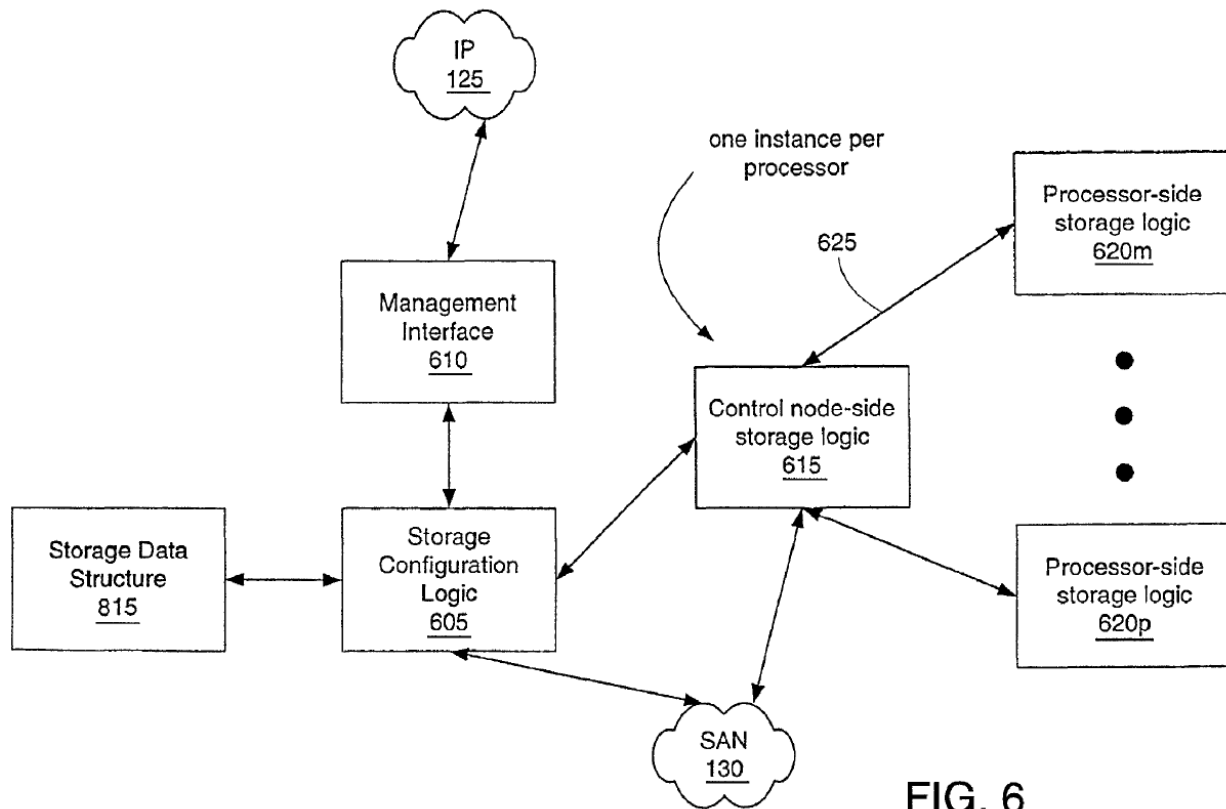 IP
125
one instance per
processor
Processor-side
storage logic
620m
625
Management
Interface
610
Control node-side
storage logic
615
Storage Data
Structure
815
Storage
Configuration
Logic
605
Processor-side
storage logic
620p
SAN
130
FIG. 6